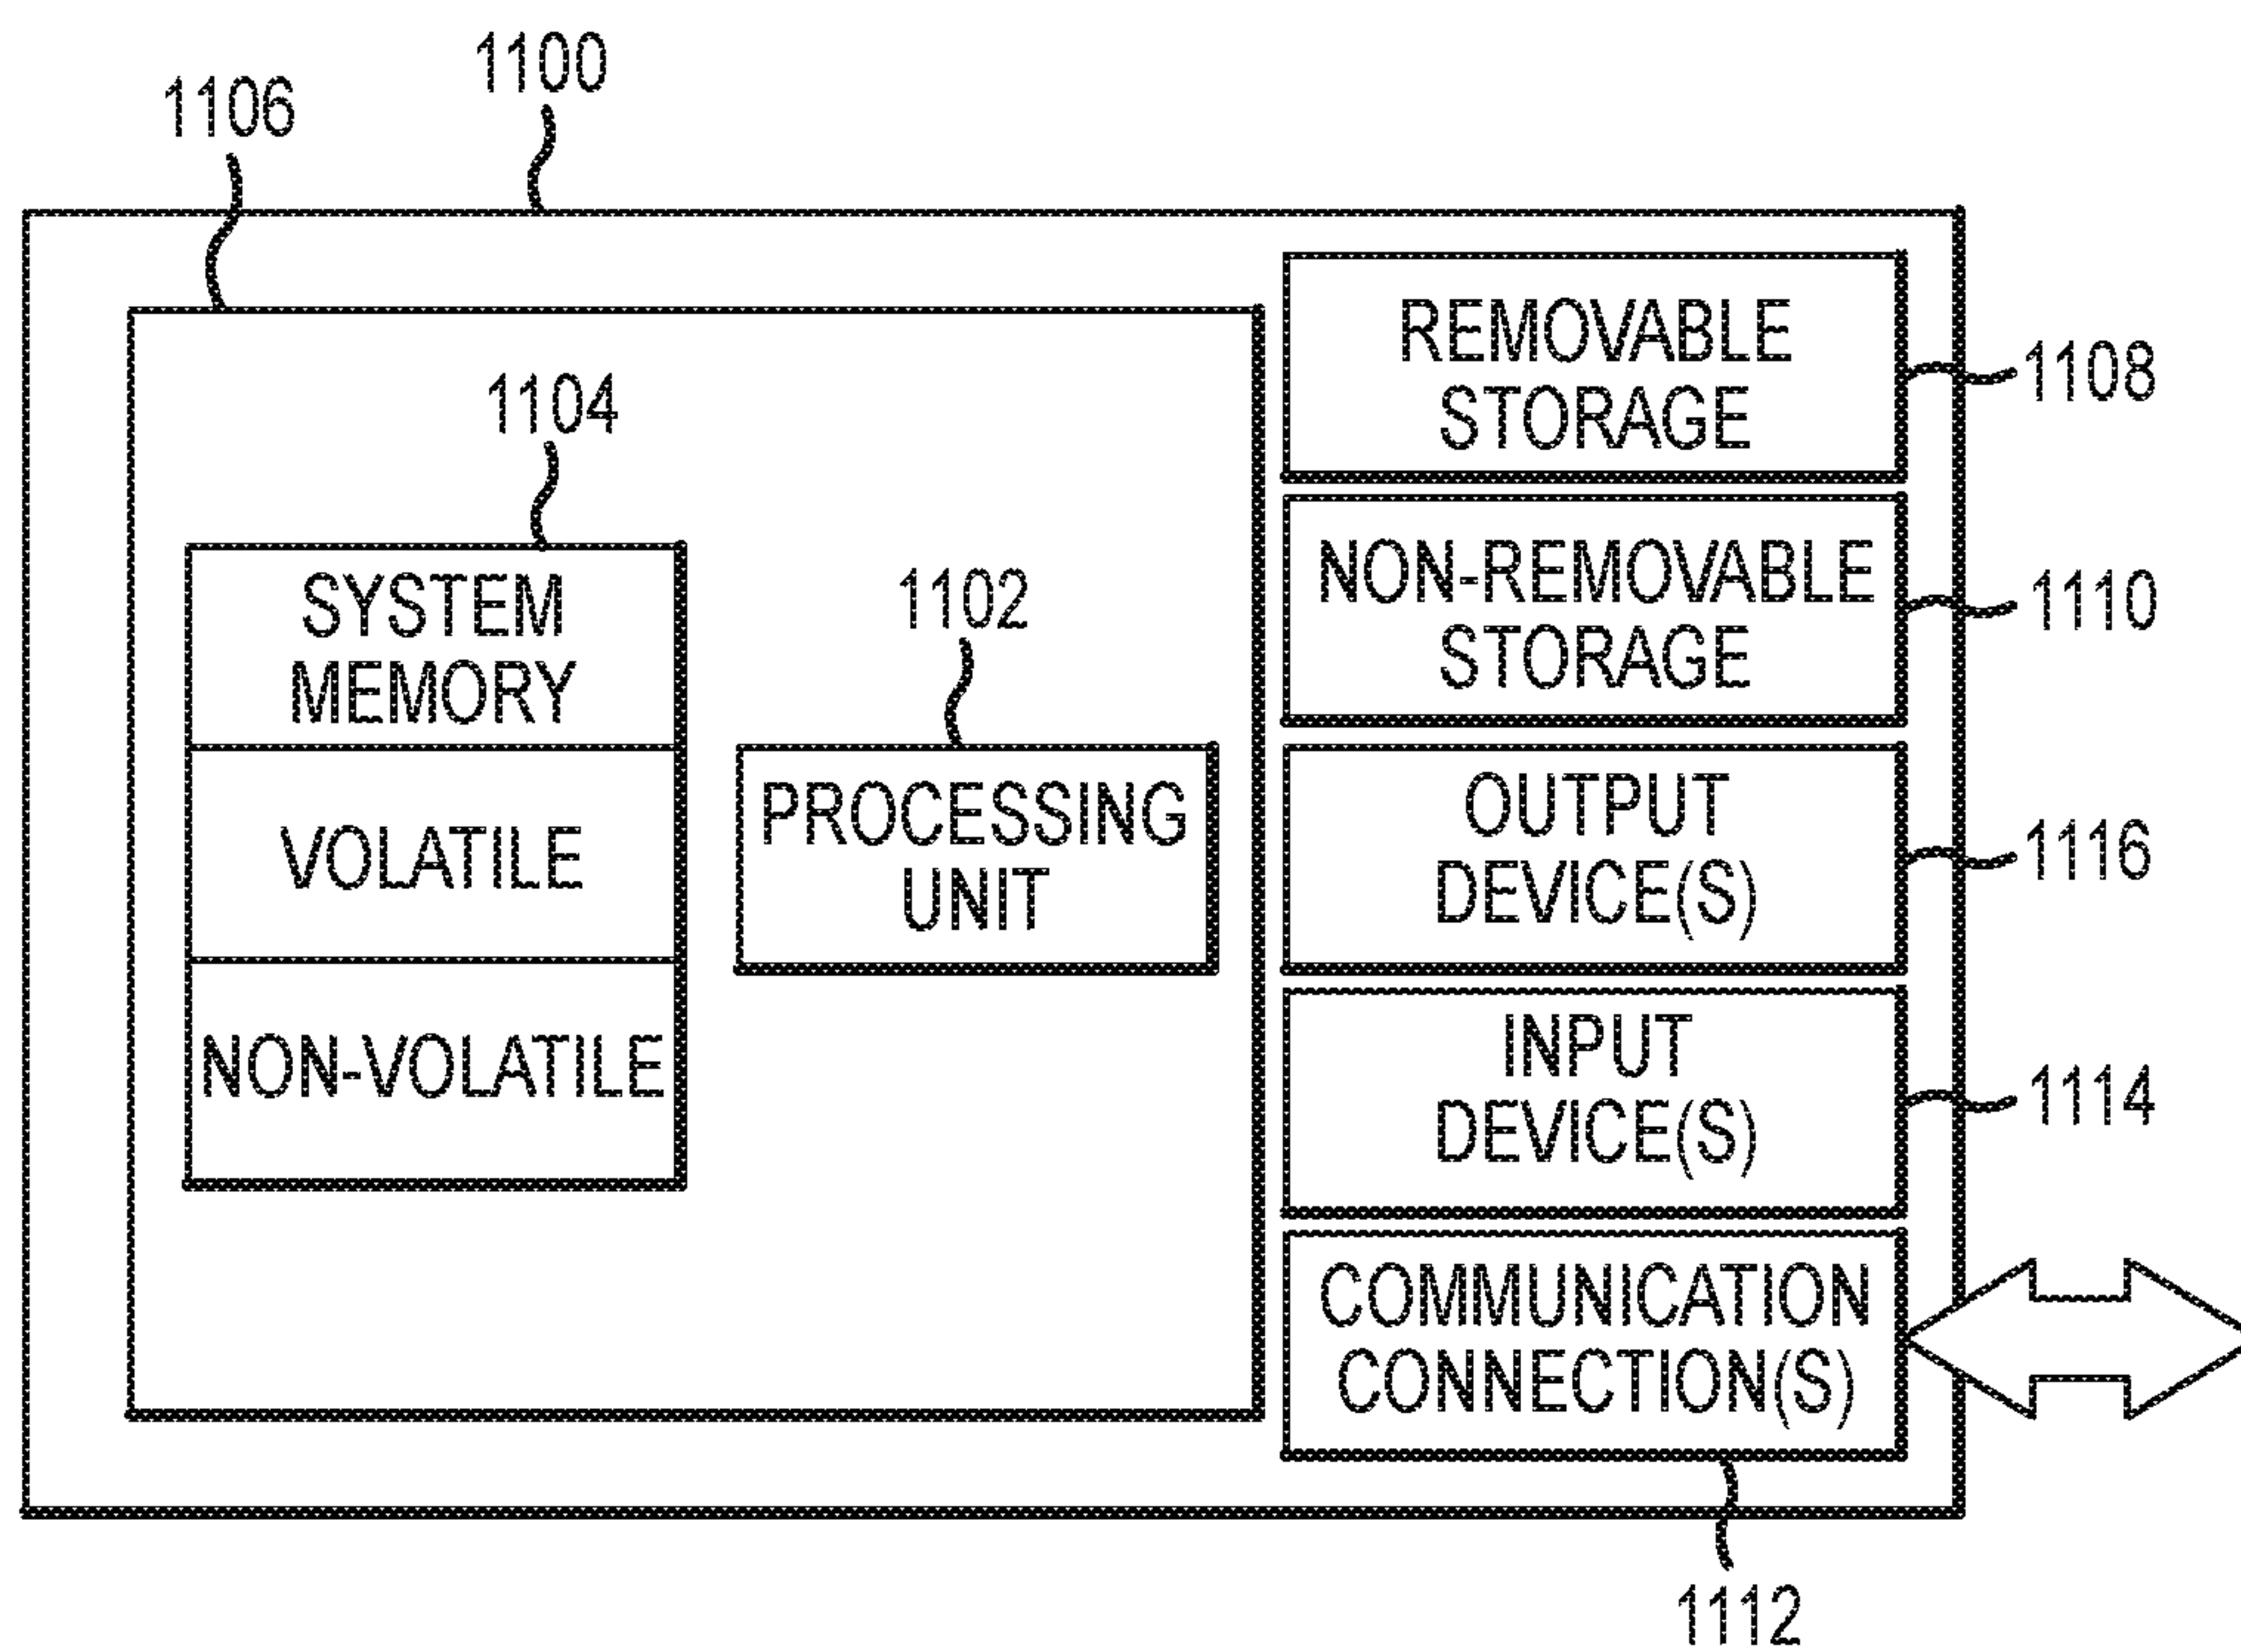 1100
1106
1104
SYSTEM
MEMORY
VOLATILE
NON-VOLATILE
1102
PROCESSING
UNIT
REMOVABLE
STORAGE
1108
NON-REMOVABLE
STORAGE
1110
OUTPUT
DEVICE(S)
1116
INPUT
DEVICE(S)
1114
COMMUNICATION
CONNECTION(S)
1112